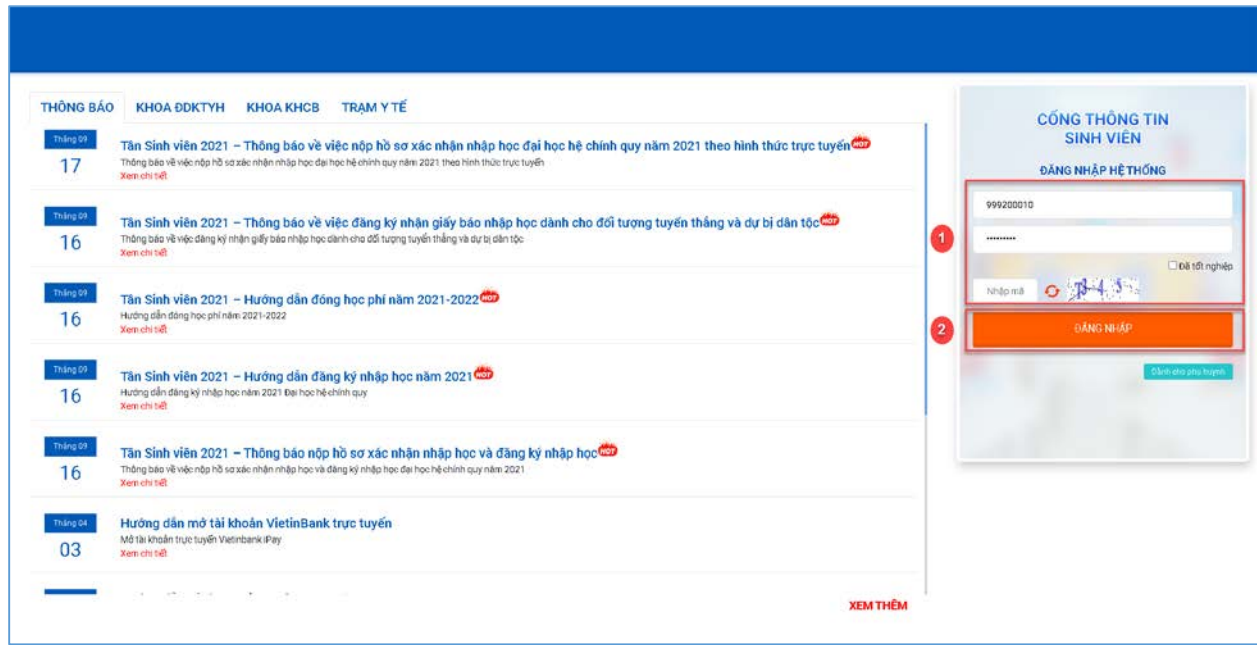 THÔNG BÁO KHOA ĐDKTYH KHOA KHCB TRẠM Y TẾ
Tháng 09
17
Tân Sinh viên 2021 – Thông báo về việc nộp hồ sơ xác nhận nhập học đại học hệ chính quy năm 2021 theo hình thức trực tuyến HOT
Thông báo về việc nộp hồ sơ xác nhận nhập học đại học hệ chính quy năm 2021 theo hình thức trực tuyến
Xem chi tiết
Tháng 09
16
Tân Sinh viên 2021 – Thông báo về việc đăng ký nhận giấy báo nhập học dành cho đối tượng tuyển thẳng và dự bị dân tộc HOT
Thông báo về việc đăng ký nhận giấy báo nhập học dành cho đối tượng tuyển thẳng và dự bị dân tộc
Xem chi tiết
Tháng 09
16
Tân Sinh viên 2021 – Hướng dẫn đóng học phí năm 2021-2022 HOT
Hướng dẫn đóng học phí năm 2021-2022
Xem chi tiết
Tháng 09
16
Tân Sinh viên 2021 – Hướng dẫn đăng ký nhập học năm 2021 HOT
Hướng dẫn đăng ký nhập học năm 2021 Đại học hệ chính quy
Xem chi tiết
Tháng 09
16
Tân Sinh viên 2021 – Thông báo nộp hồ sơ xác nhận nhập học và đăng ký nhập học HOT
Thông báo về việc nộp hồ sơ xác nhận nhập học và đăng ký nhập học đại học hệ chính quy năm 2021
Xem chi tiết
Tháng 04
03
Hướng dẫn mở tài khoản VietinBank trực tuyến
Mở tài khoản trực tuyến Vietinbank iPay
Xem chi tiết
XEM THÊM
CỔNG THÔNG TIN
SINH VIÊN
ĐĂNG NHẬP HỆ THỐNG
999200010
1
Đã tốt nghiệp
Nhập mã
2
ĐĂNG NHẬP
Dành cho phụ huynh